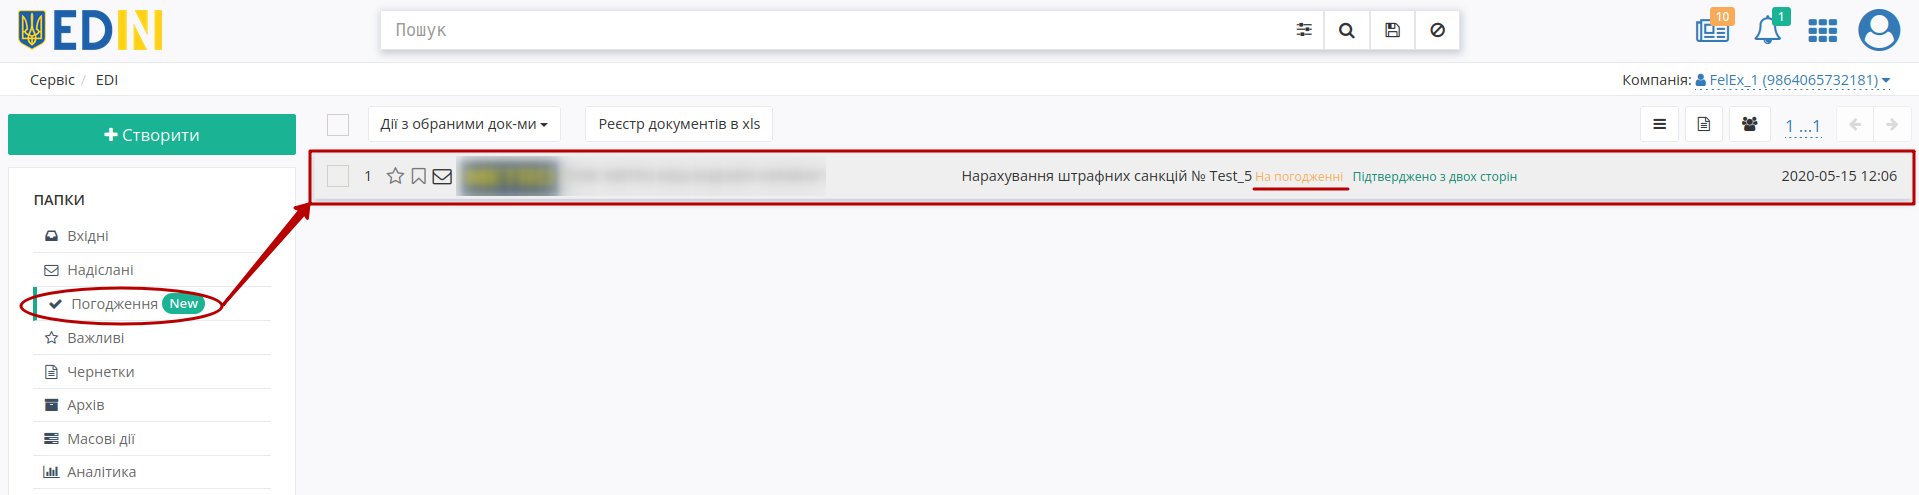 EDIN
Пошук
10
1
Сервіс / EDI
Компанія: FelEx_1 (9864065732181)
Створити
Дії з обраними док-ми
Реєстр документів в xls
1 ...1
1
Нарахування штрафних санкцій № Test_5 На погодженні Підтверджено з двох сторін
2020-05-15 12:06
ПАПКИ
Вхідні
Надіслані
Погодження New
Важливі
Чернетки
Архів
Масові дії
Аналітика